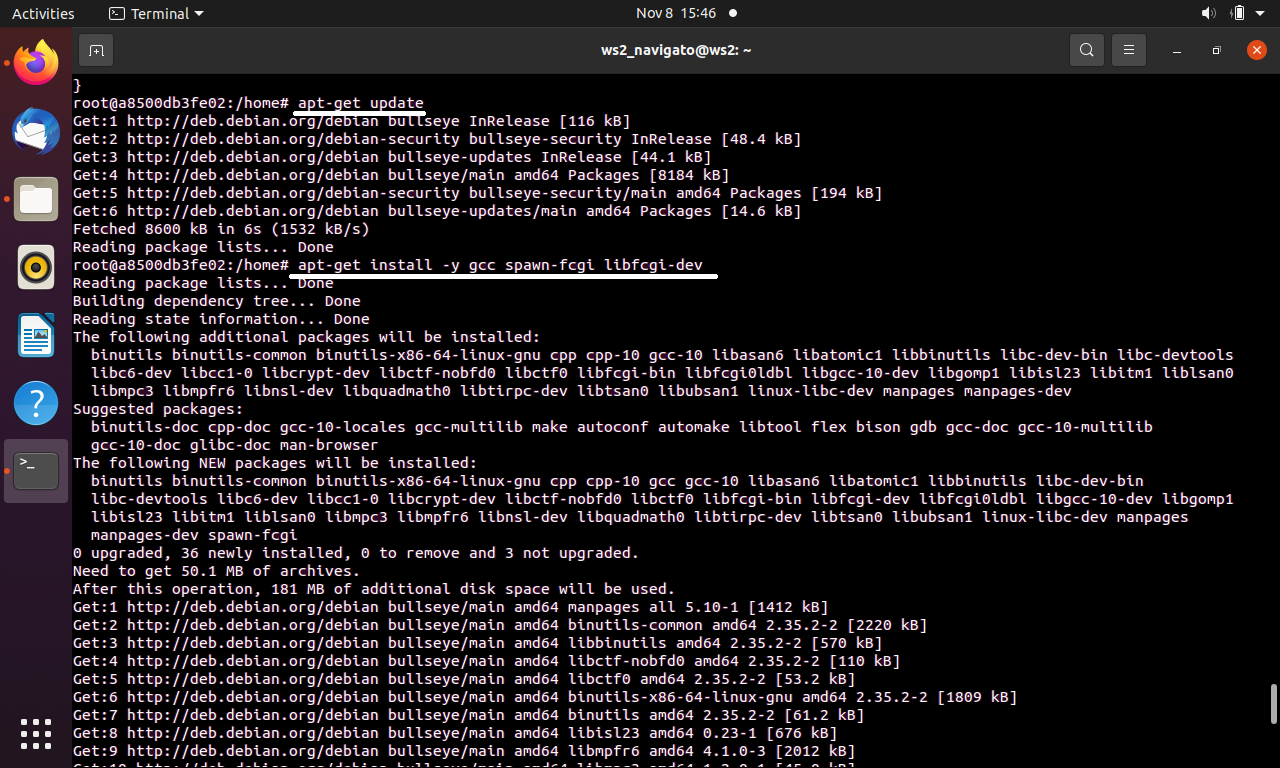 Activities
Terminal
Nov 8 15:46
ws2_navigato@ws2: ~
}
root@a8500db3fe02:/home# apt-get update
Get:1 http://deb.debian.org/debian bullseye InRelease [116 kB]
Get:2 http://deb.debian.org/debian-security bullseye-security InRelease [48.4 kB]
Get:3 http://deb.debian.org/debian bullseye-updates InRelease [44.1 kB]
Get:4 http://deb.debian.org/debian bullseye/main amd64 Packages [8184 kB]
Get:5 http://deb.debian.org/debian-security bullseye-security/main amd64 Packages [194 kB]
Get:6 http://deb.debian.org/debian bullseye-updates/main amd64 Packages [14.6 kB]
Fetched 8600 kB in 6s (1532 kB/s)
Reading package lists... Done
root@a8500db3fe02:/home# apt-get install -y gcc spawn-fcgi libfcgi-dev
Reading package lists... Done
Building dependency tree... Done
Reading state information... Done
The following additional packages will be installed:
  binutils binutils-common binutils-x86-64-linux-gnu cpp cpp-10 gcc-10 libasan6 libatomic1 libbinutils libc-dev-bin libc-devtools
  libc6-dev libcc1-0 libcrypt-dev libctf-nobfd0 libctf0 libfcgi-bin libfcgi0ldbl libgcc-10-dev libgomp1 libisl23 libitm1 liblsan0
  libmpc3 libmpfr6 libnsl-dev libquadmath0 libtirpc-dev libtsan0 libubsan1 linux-libc-dev manpages manpages-dev
Suggested packages:
  binutils-doc cpp-doc gcc-10-locales gcc-multilib make autoconf automake libtool flex bison gdb gcc-doc gcc-10-multilib
  gcc-10-doc glibc-doc man-browser
The following NEW packages will be installed:
  binutils binutils-common binutils-x86-64-linux-gnu cpp cpp-10 gcc gcc-10 libasan6 libatomic1 libbinutils libc-dev-bin
  libc-devtools libc6-dev libcc1-0 libcrypt-dev libctf-nobfd0 libctf0 libfcgi-bin libfcgi-dev libfcgi0ldbl libgcc-10-dev libgomp1
  libisl23 libitm1 liblsan0 libmpc3 libmpfr6 libnsl-dev libquadmath0 libtirpc-dev libtsan0 libubsan1 linux-libc-dev manpages
  manpages-dev spawn-fcgi
0 upgraded, 36 newly installed, 0 to remove and 3 not upgraded.
Need to get 50.1 MB of archives.
After this operation, 181 MB of additional disk space will be used.
Get:1 http://deb.debian.org/debian bullseye/main amd64 manpages all 5.10-1 [1412 kB]
Get:2 http://deb.debian.org/debian bullseye/main amd64 binutils-common amd64 2.35.2-2 [2220 kB]
Get:3 http://deb.debian.org/debian bullseye/main amd64 libbinutils amd64 2.35.2-2 [570 kB]
Get:4 http://deb.debian.org/debian bullseye/main amd64 libctf-nobfd0 amd64 2.35.2-2 [110 kB]
Get:5 http://deb.debian.org/debian bullseye/main amd64 libctf0 amd64 2.35.2-2 [53.2 kB]
Get:6 http://deb.debian.org/debian bullseye/main amd64 binutils-x86-64-linux-gnu amd64 2.35.2-2 [1809 kB]
Get:7 http://deb.debian.org/debian bullseye/main amd64 binutils amd64 2.35.2-2 [61.2 kB]
Get:8 http://deb.debian.org/debian bullseye/main amd64 libisl23 amd64 0.23-1 [676 kB]
Get:9 http://deb.debian.org/debian bullseye/main amd64 libmpfr6 amd64 4.1.0-3 [2012 kB]